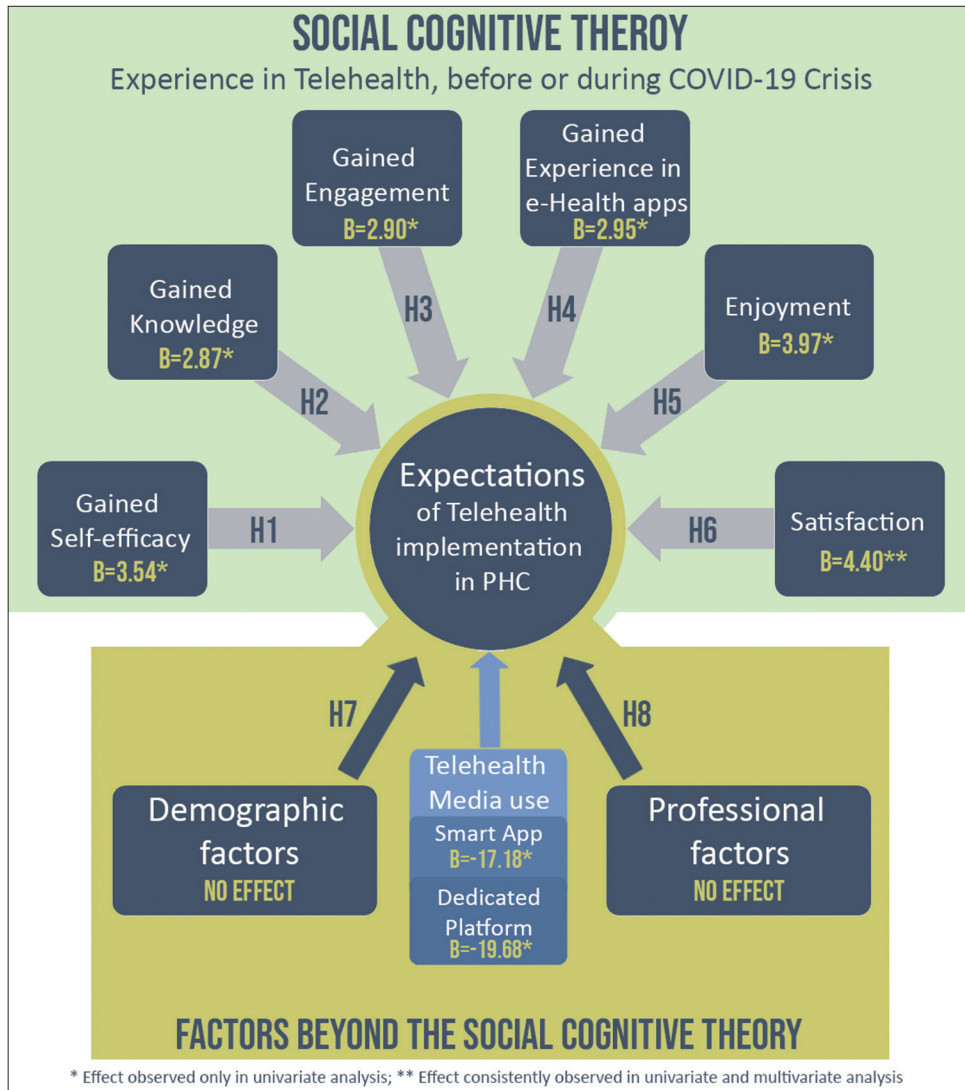 SOCIAL COGNITIVE THEROY
Experience in Telehealth, before or during COVID-19 Crisis
Gained
Engagement
B=2.90*
Gained
Experience in
e-Health apps
B=2.95*
Gained
Knowledge
B=2.87*
H3
H4
Enjoyment
B=3.97*
H2
H5
Gained
Self-efficacy
B=3.54*
H1
Expectations
of Telehealth
implementation
in PHC
H6
Satisfaction
B=4.40**
H7
H8
Demographic
factors
NO EFFECT
Telehealth
Media use
Smart App
B=-17.18*
Dedicated
Platform
B=-19.68*
Professional
factors
NO EFFECT
FACTORS BEYOND THE SOCIAL COGNITIVE THEORY
* Effect observed only in univariate analysis; ** Effect consistently observed in univariate and multivariate analysis